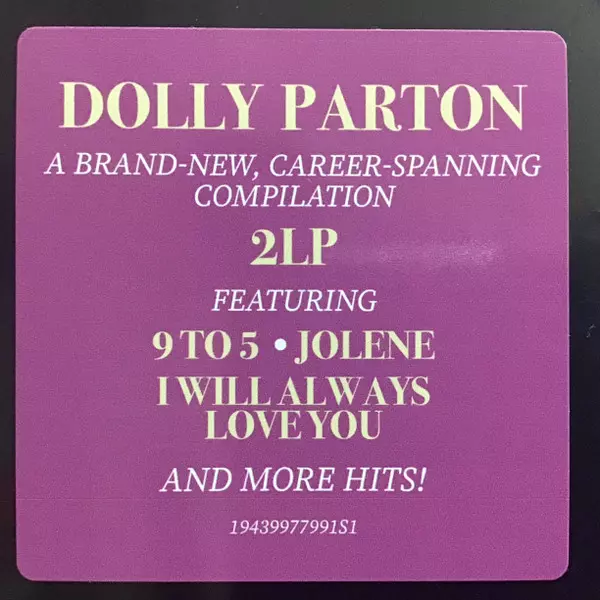 DOLLY PARTON
A BRAND-NEW, CAREER-SPANNING
COMPILATION
2LP
FEATURING
9 TO 5 • JOLENE
I WILL ALWAYS
LOVE YOU
AND MORE HITS!
19439977991S1